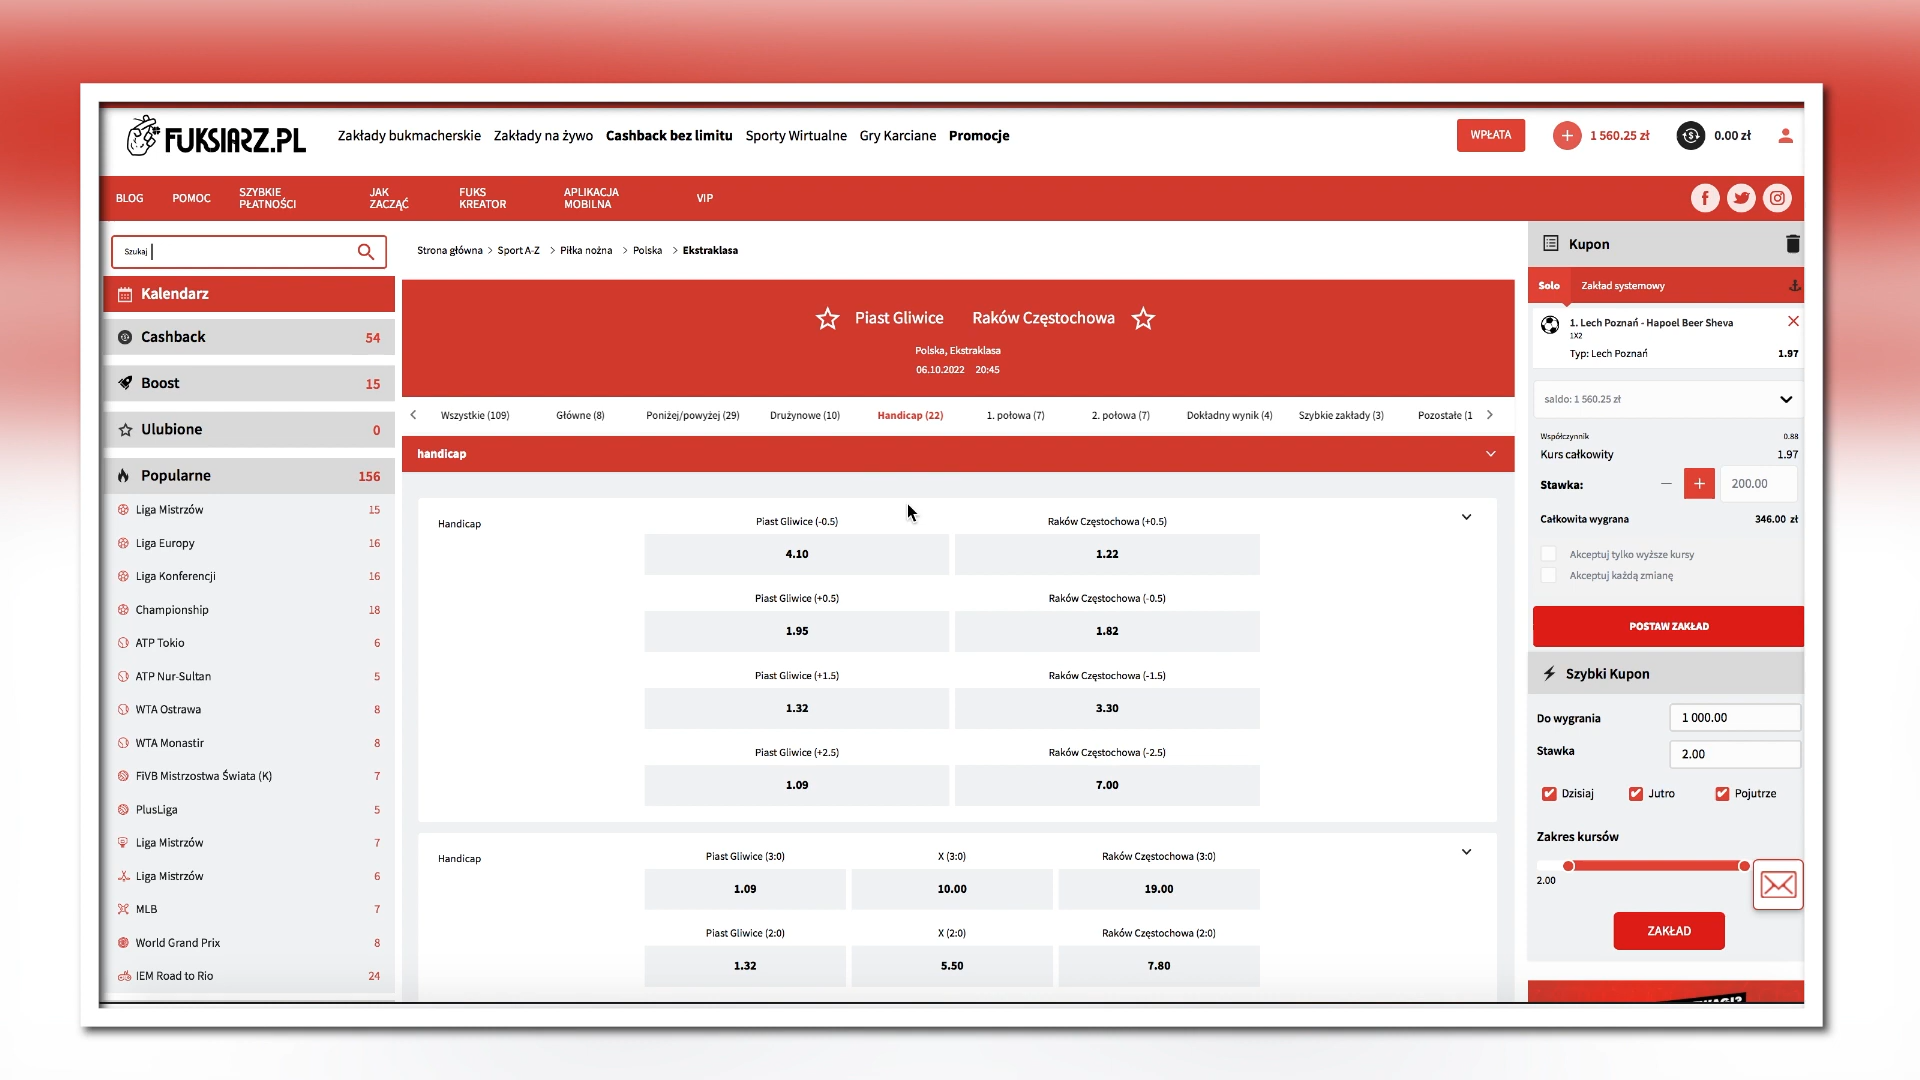 FUKSIARZ.PL
Zakłady bukmacherskie Zakłady na żywo Cashback bez limitu Sporty Wirtualne Gry Karciane Promocje
WPŁATA 1 560.25 zł 0.00 zł
BLOG POMOC SZYBKIE PŁATNOŚCI JAK ZACZĄĆ FUKS KREATOR APLIKACJA MOBILNA VIP
Szukaj
Kalendarz
Cashback 54
Boost 15
Ulubione 0
Popularne 156
Liga Mistrzów 15
Liga Europy 16
Liga Konferencji 16
Championship 18
ATP Tokio 6
ATP Nur-Sultan 5
WTA Ostrawa 8
WTA Monastir 8
FiVB Mistrzostwa Świata (K) 7
PlusLiga 5
Liga Mistrzów 7
Liga Mistrzów 6
MLB 7
World Grand Prix 8
IEM Road to Rio 24
Strona główna > Sport A-Z > Piłka nożna > Polska > Ekstraklasa
Piast Gliwice Raków Częstochowa
Polska, Ekstraklasa
06.10.2022 20:45
Wszystkie (109) Główne (8) Poniżej/powyżej (29) Drużynowe (10) Handicap (22) 1. połowa (7) 2. połowa (7) Dokładny wynik (4) Szybkie zakłady (3) Pozostałe (1
handicap
Handicap
Piast Gliwice (-0.5) Raków Częstochowa (+0.5)
4.10 1.22
Piast Gliwice (+0.5) Raków Częstochowa (-0.5)
1.95 1.82
Piast Gliwice (+1.5) Raków Częstochowa (-1.5)
1.32 3.30
Piast Gliwice (+2.5) Raków Częstochowa (-2.5)
1.09 7.00
Handicap
Piast Gliwice (3:0) X (3:0) Raków Częstochowa (3:0)
1.09 10.00 19.00
Piast Gliwice (2:0) X (2:0) Raków Częstochowa (2:0)
1.32 5.50 7.80
Kupon
Solo Zakład systemowy
1. Lech Poznań - Hapoel Beer Sheva
1X2
Typ: Lech Poznań 1.97
saldo: 1 560.25 zł
Współczynnik 0.88
Kurs całkowity 1.97
Stawka: 200.00
Całkowita wygrana 346.00 zł
Akceptuj tylko wyższe kursy
Akceptuj każdą zmianę
POSTAW ZAKŁAD
Szybki Kupon
Do wygrania 1 000.00
Stawka 2.00
Dzisiaj Jutro Pojutrze
Zakres kursów
2.00
ZAKŁAD